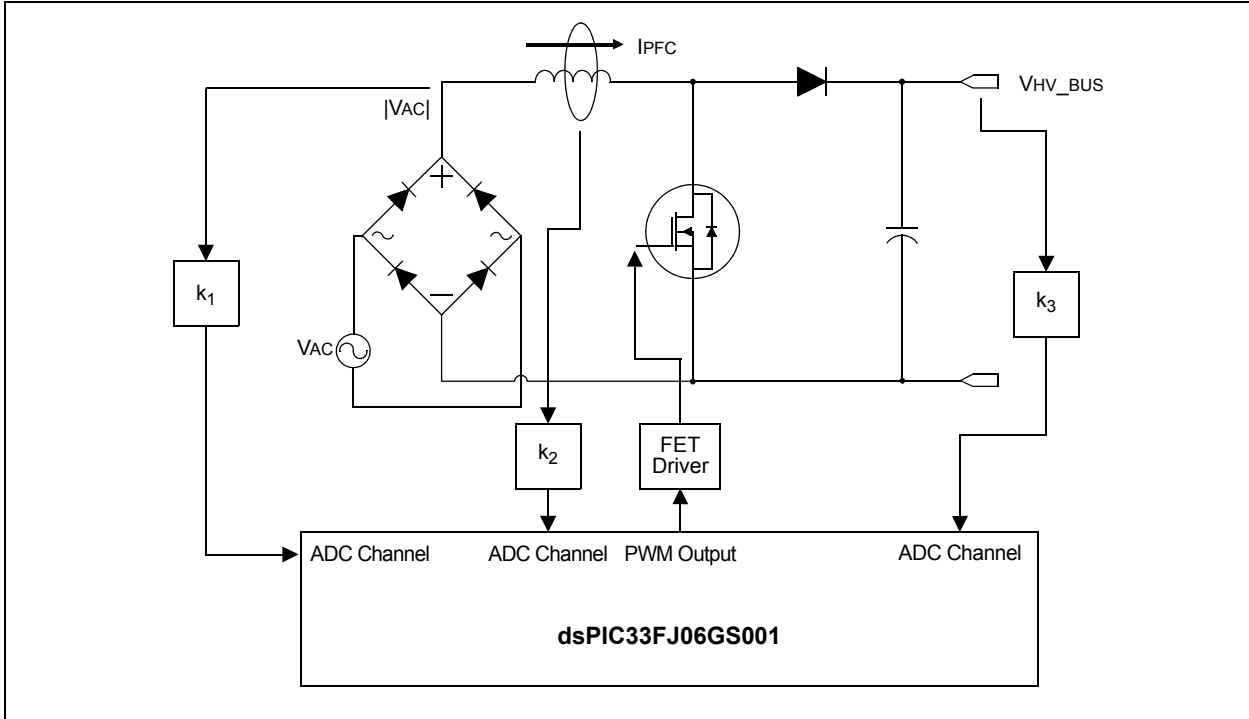 IPFC
|VAC|
VHV_BUS
k1
k3
VAC
k2
FET
Driver
ADC Channel
ADC Channel
PWM Output
ADC Channel
dsPIC33FJ06GS001